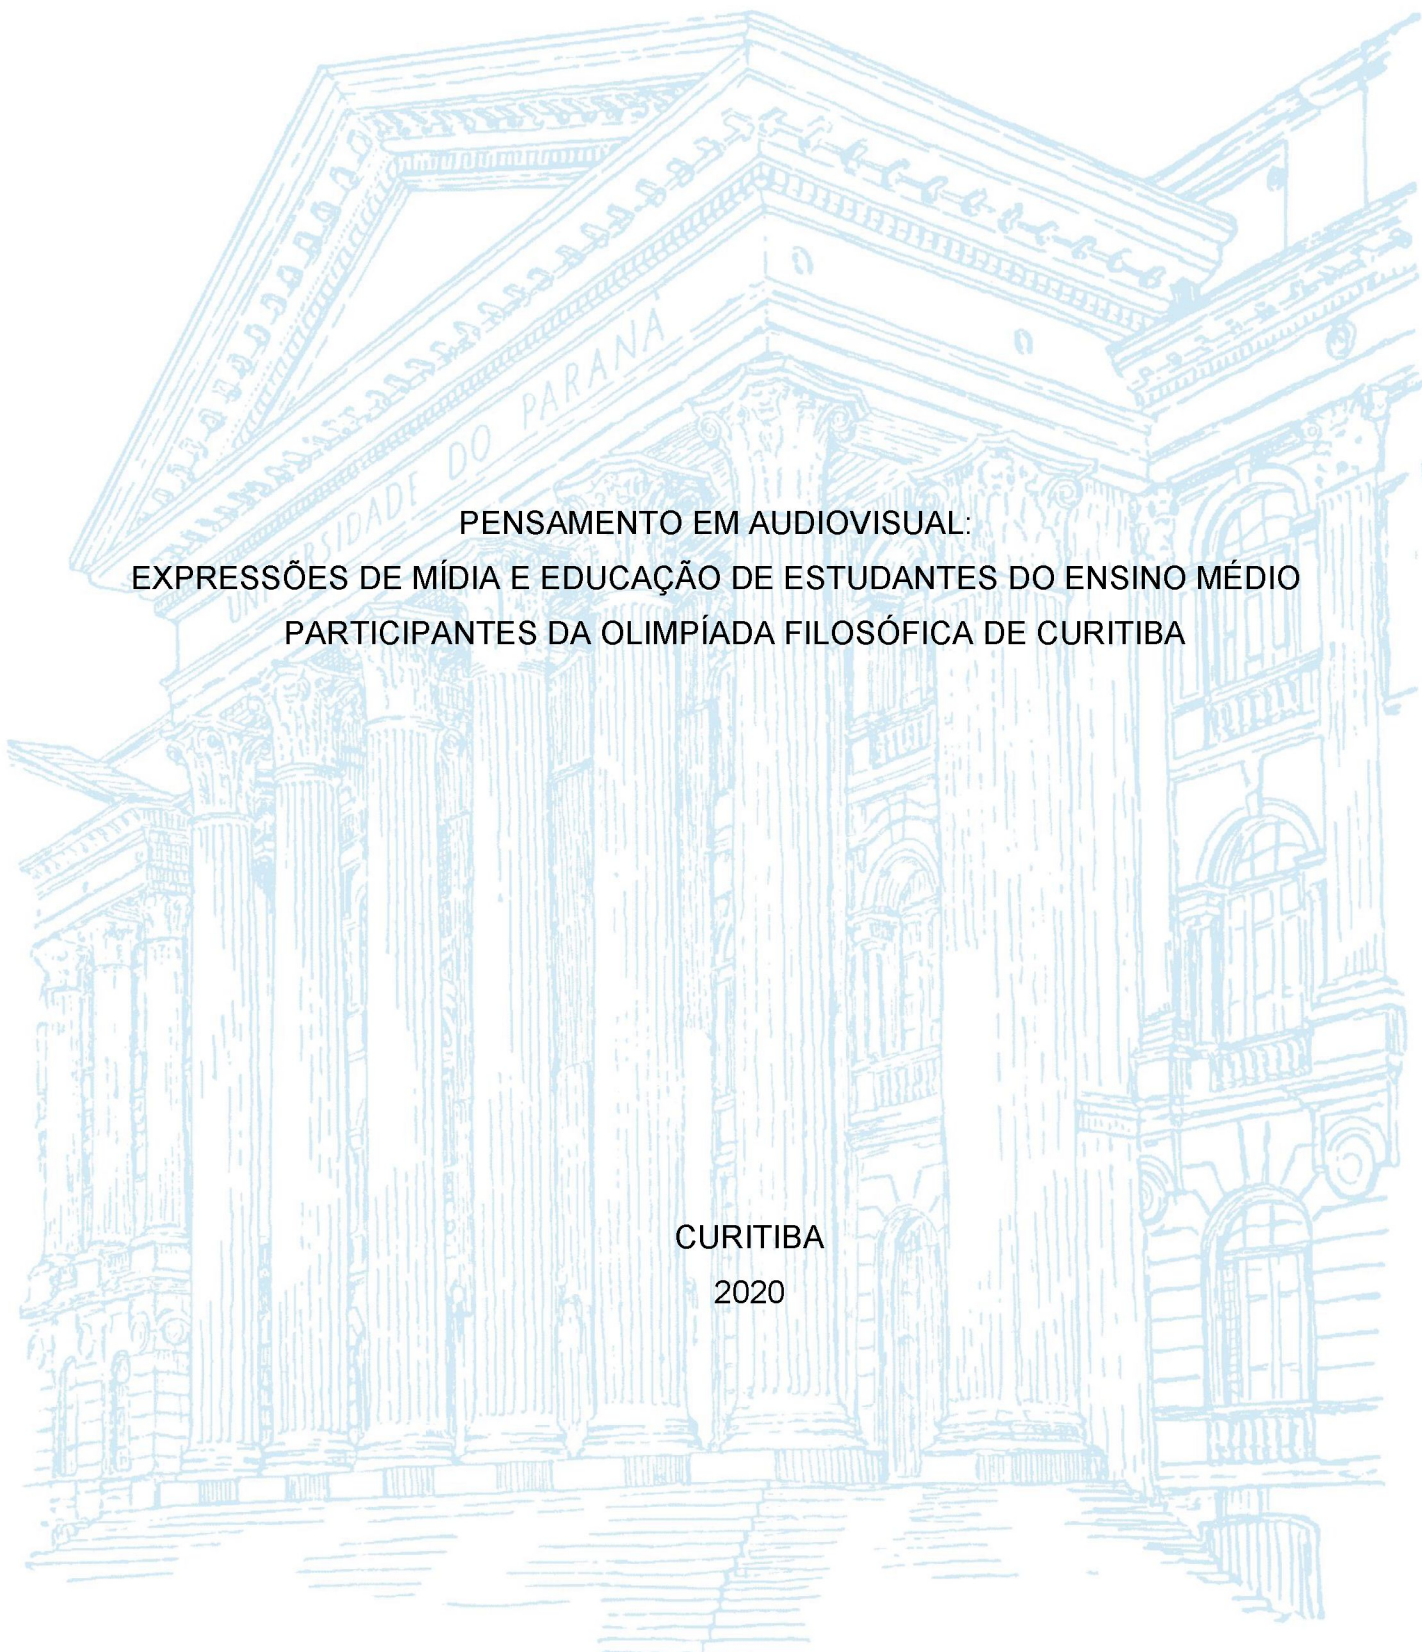 UNIVERSIDADE DO PARANÁ
PENSAMENTO EM AUDIOVISUAL:
EXPRESSÕES DE MÍDIA E EDUCAÇÃO DE ESTUDANTES DO ENSINO MÉDIO
PARTICIPANTES DA OLIMPÍADA FILOSÓFICA DE CURITIBA
CURITIBA
2020